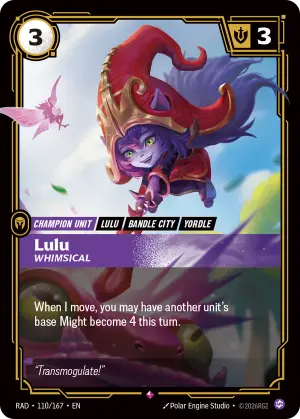 3
3
CHAMPION UNIT / LULU / BANDLE CITY / YORDLE
Lulu
WHIMSICAL
When I move, you may have another unit's
base Might become 4 this turn.
"Transmogulate!"
RAD • 110/167 • EN
Polar Engine Studio • ©2026RGI